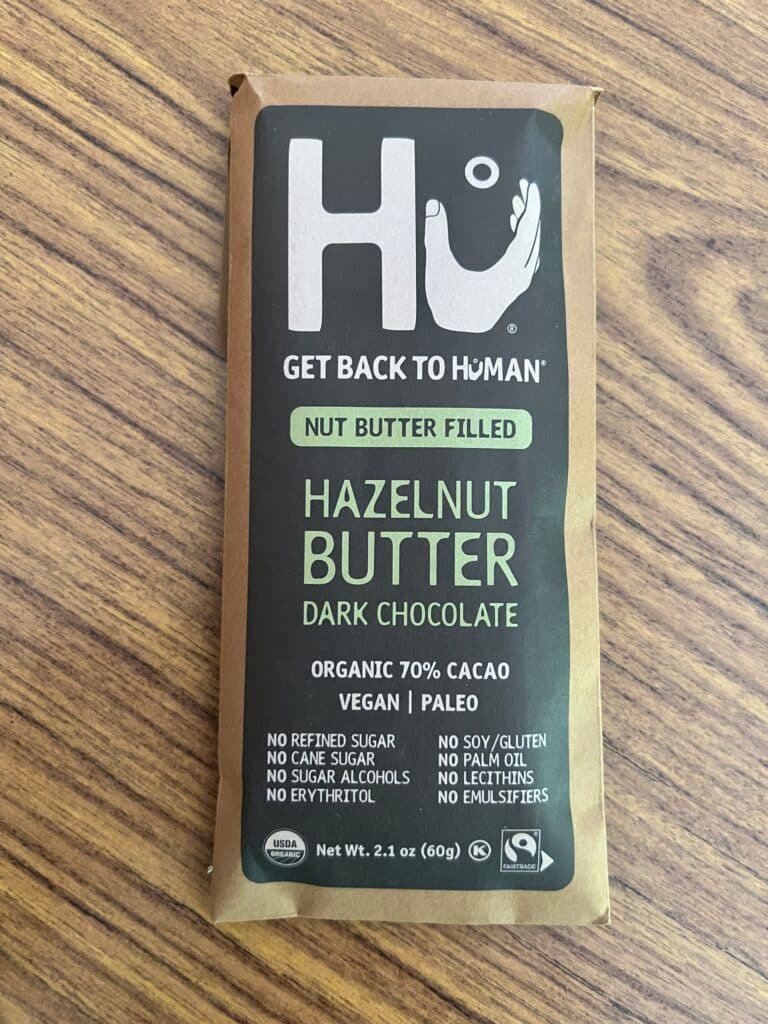 Hu®
GET BACK TO HUMAN®
NUT BUTTER FILLED
HAZELNUT
BUTTER
DARK CHOCOLATE
ORGANIC 70% CACAO
VEGAN | PALEO
NO REFINED SUGAR
NO CANE SUGAR
NO SUGAR ALCOHOLS
NO ERYTHRITOL
NO SOY/GLUTEN
NO PALM OIL
NO LECITHINS
NO EMULSIFIERS
USDA
ORGANIC
Net Wt. 2.1 oz (60g)
K
FAIRTRADE